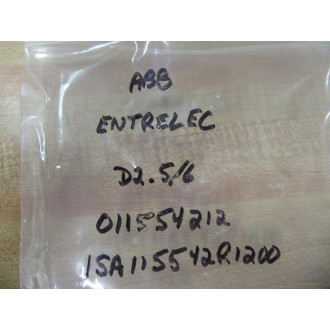 ABB
ENTRELEC
D2.5/6
011554212
1SA115542R1200